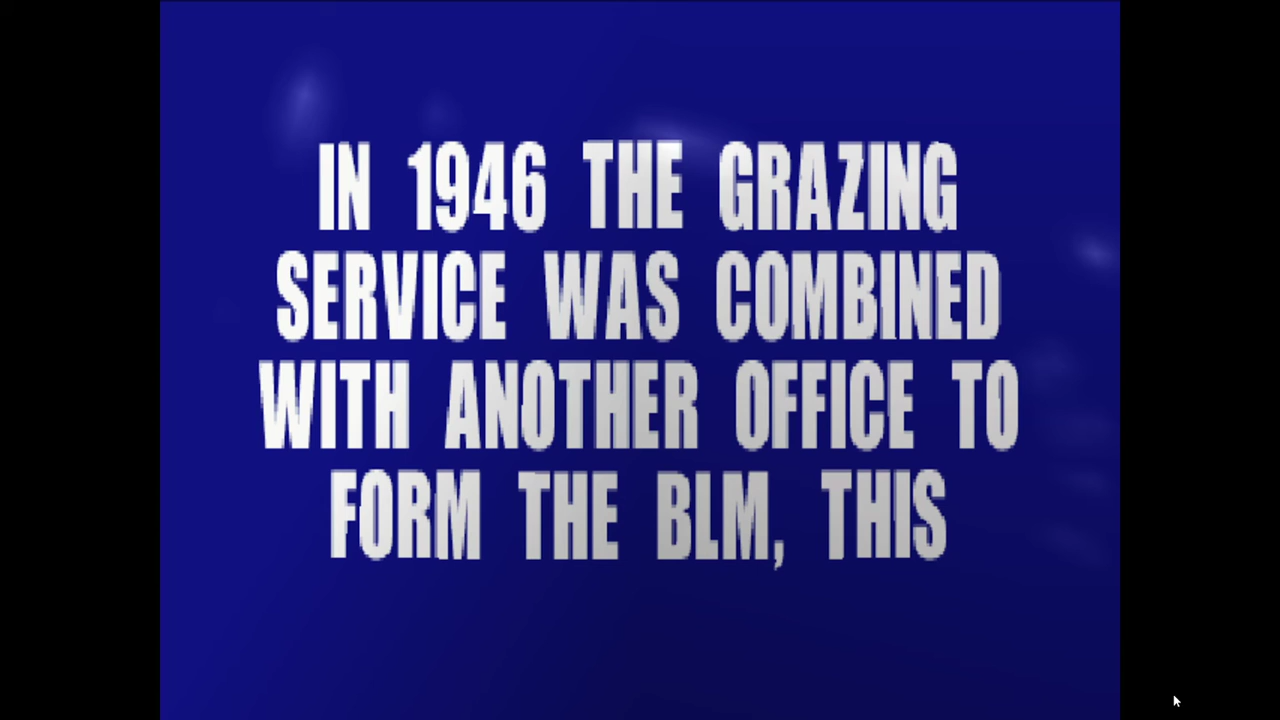 IN 1946 THE GRAZING
SERVICE WAS COMBINED
WITH ANOTHER OFFICE TO
FORM THE BLM, THIS